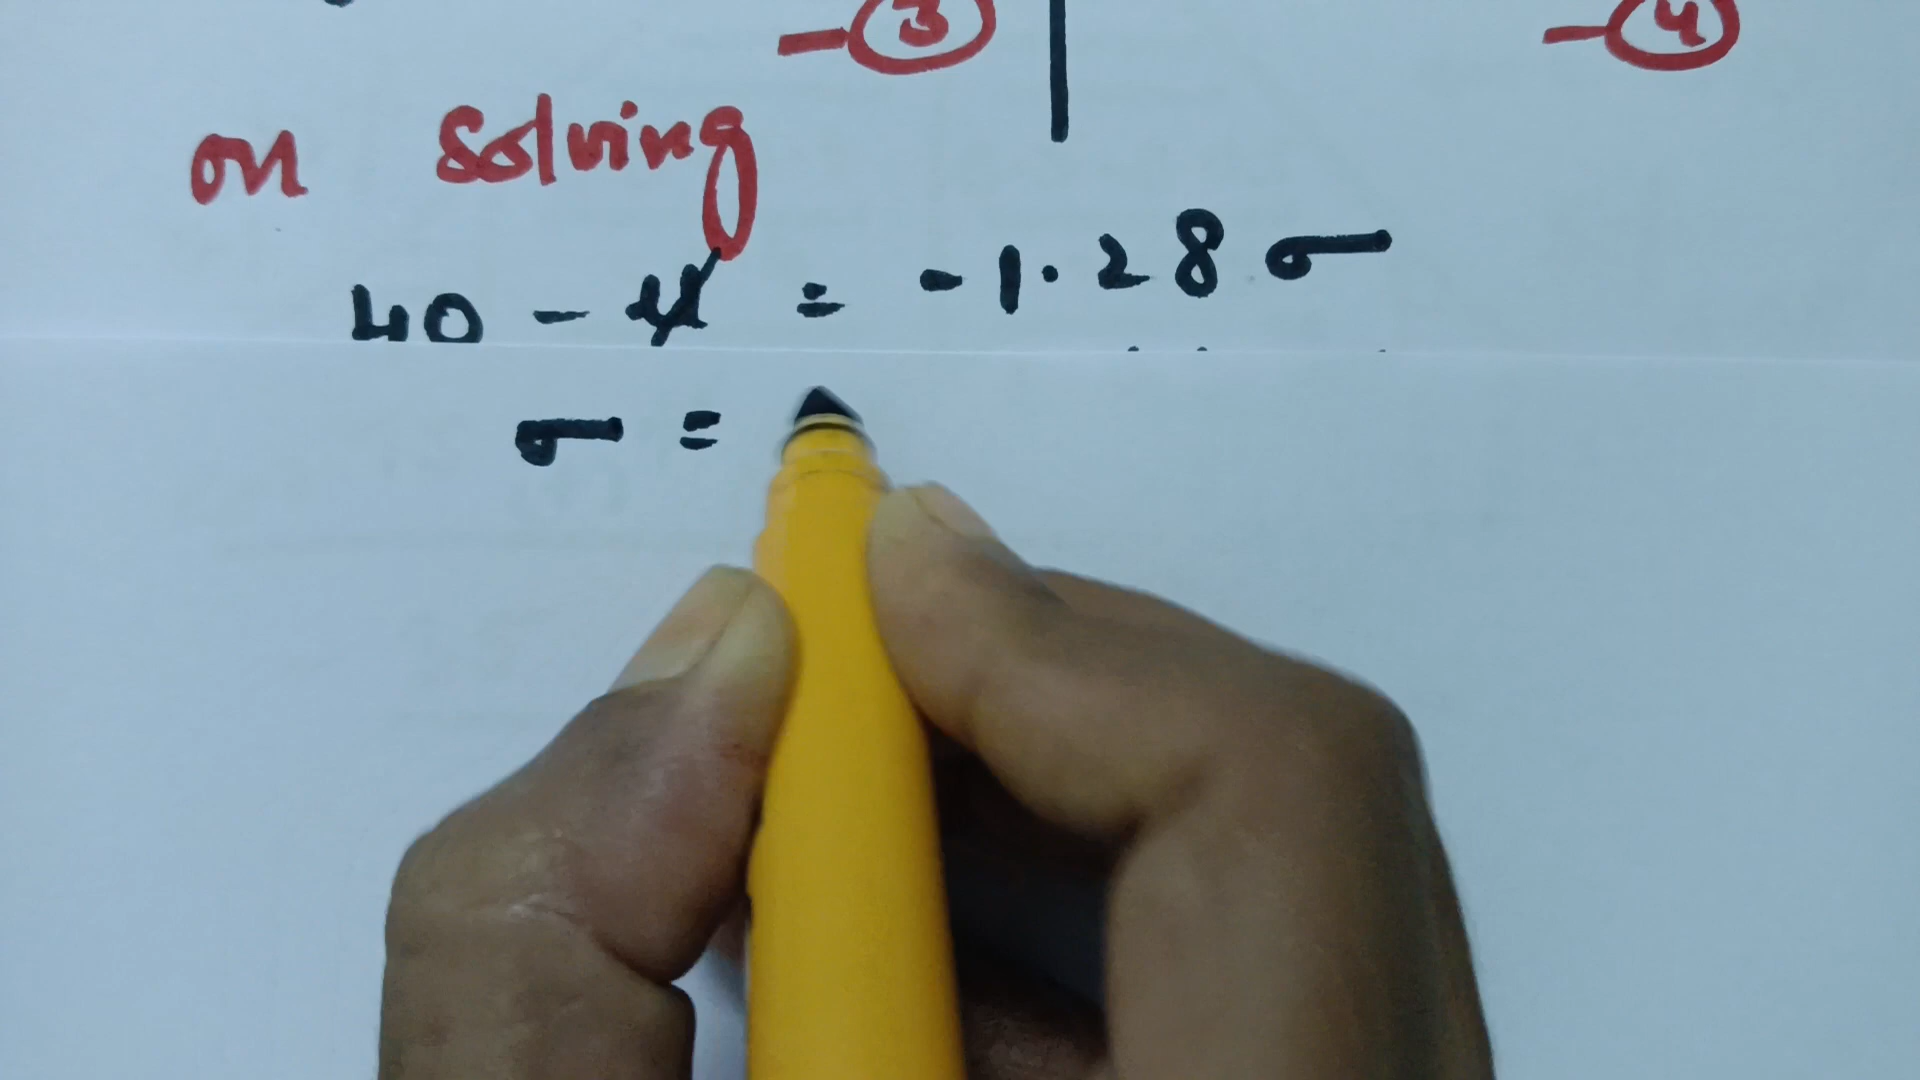 -③ -④
on solving
40 - μ = -1.28 σ
σ =